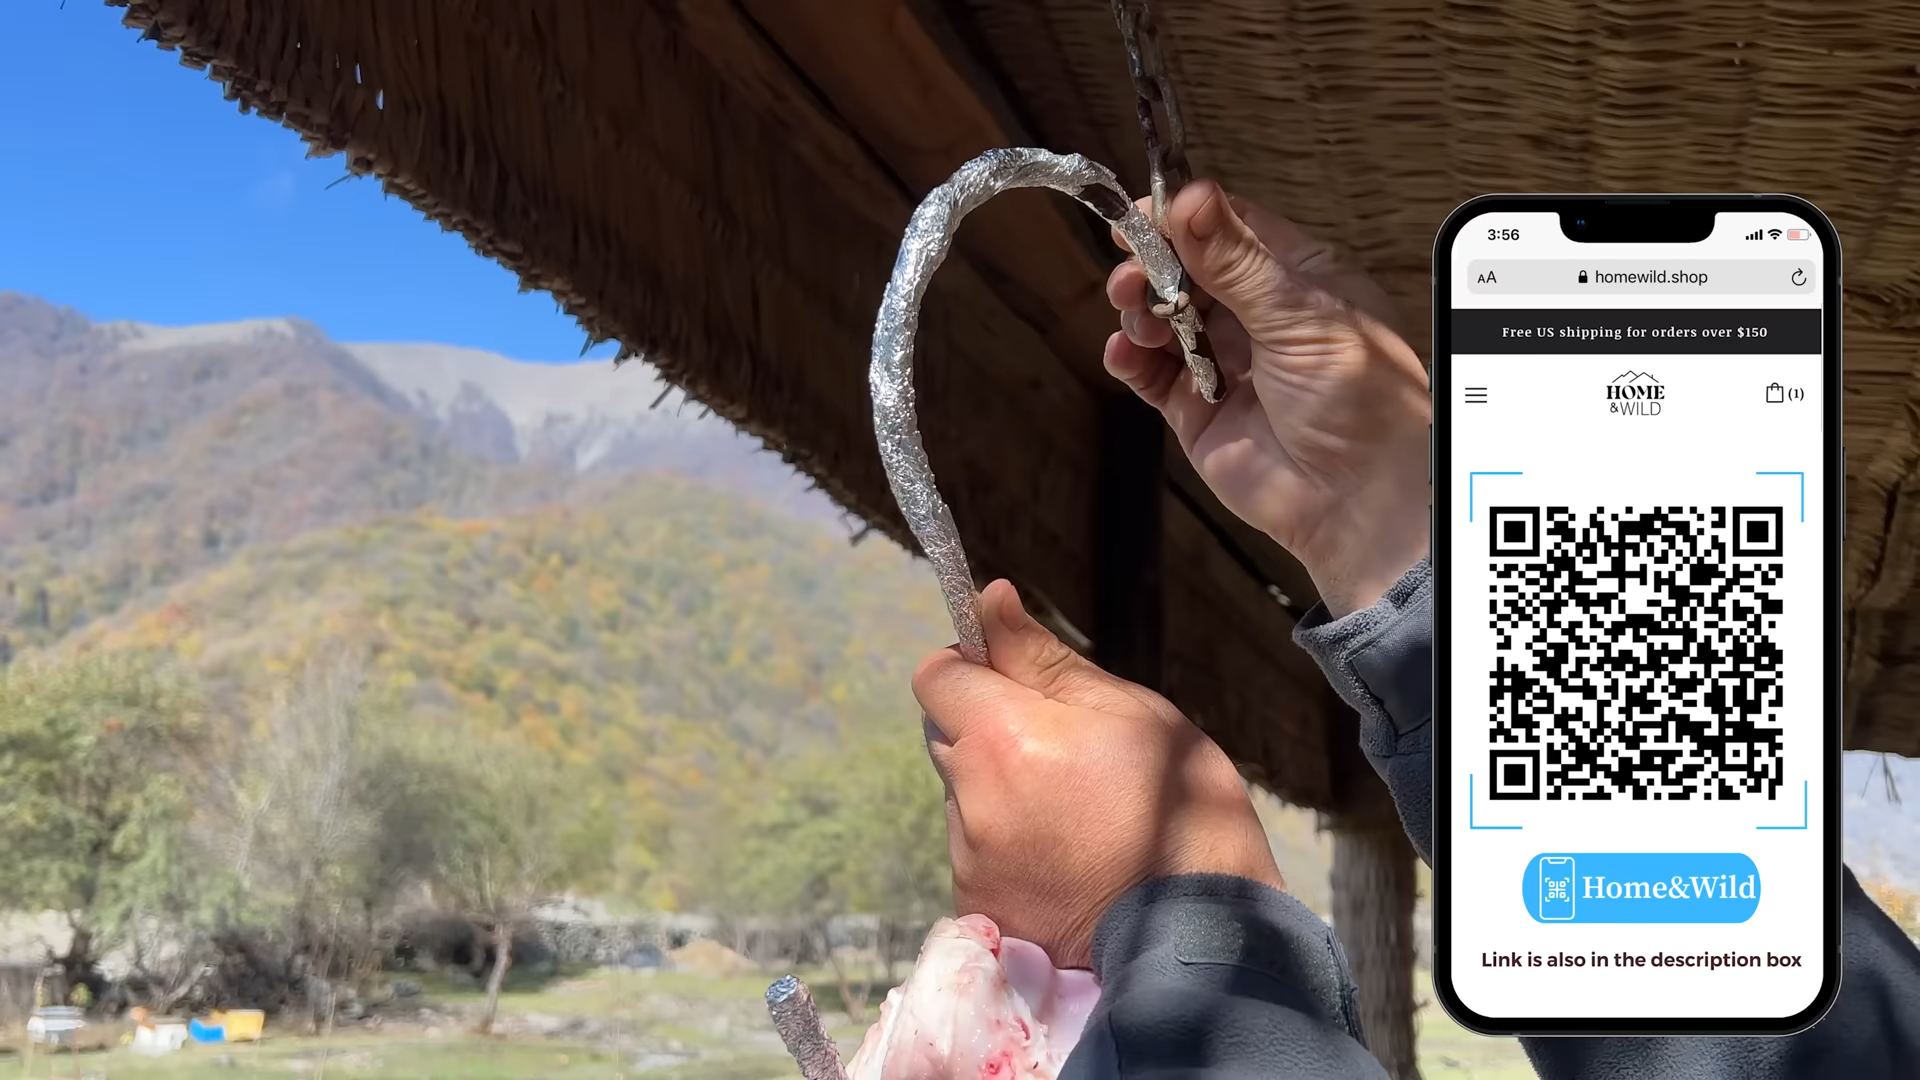 3:56
AA
homewild.shop
Free US shipping for orders over $150
HOME
&WILD
(1)
Home&Wild
Link is also in the description box